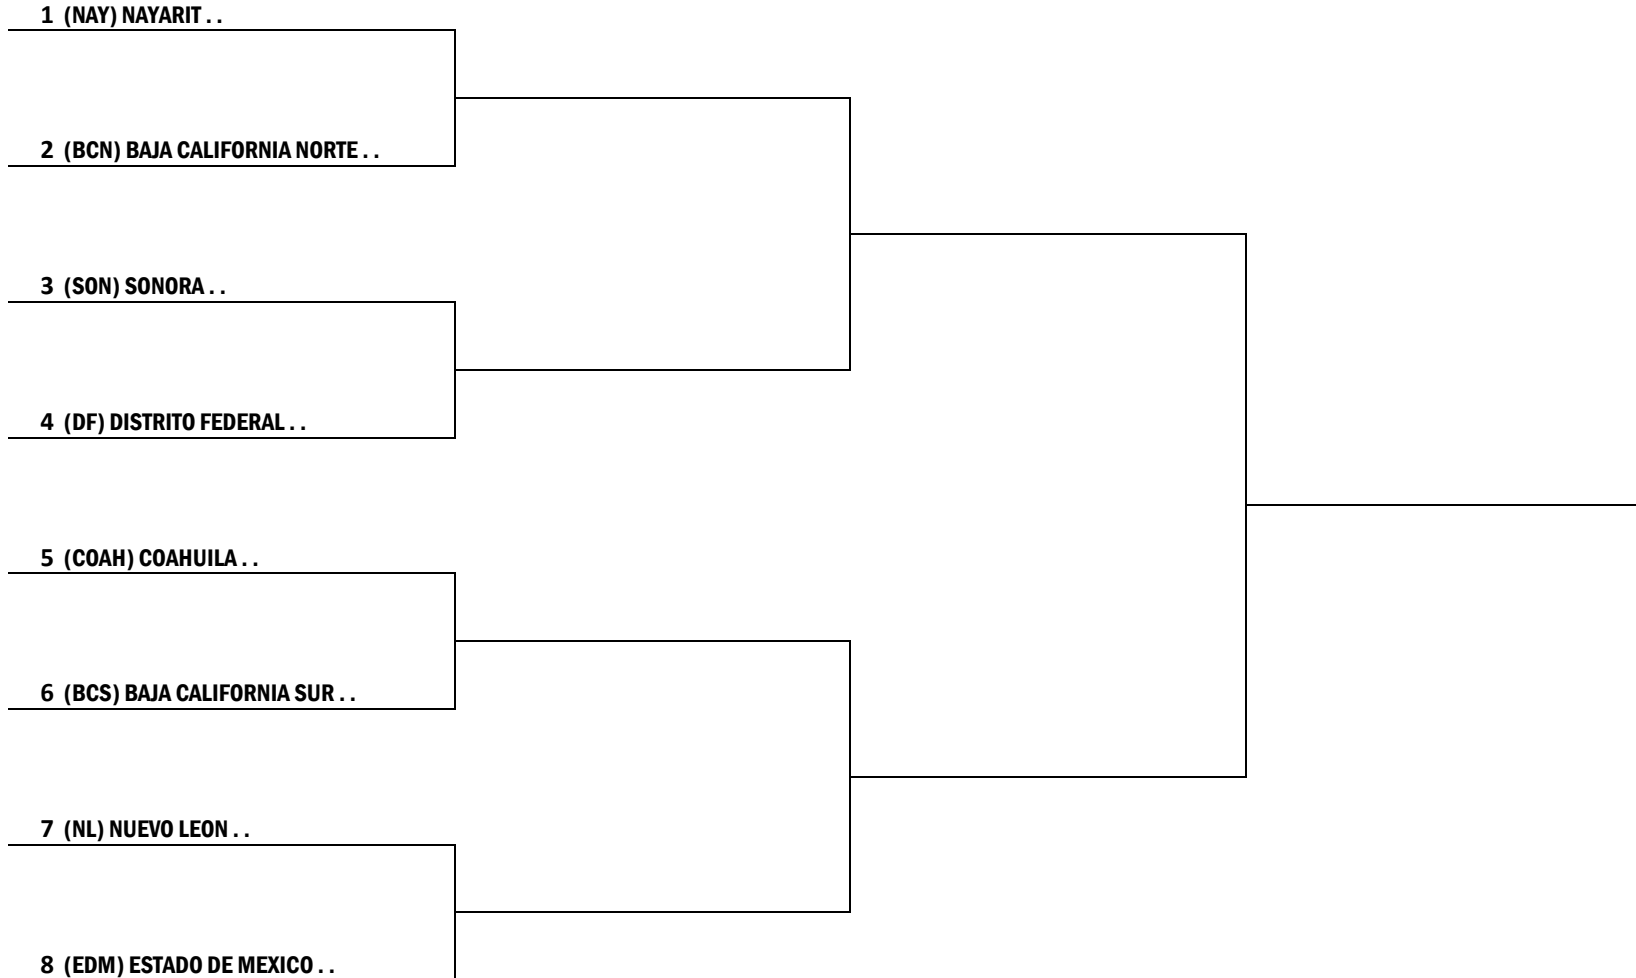 1 (NAY) NAYARIT . .
2 (BCN) BAJA CALIFORNIA NORTE . .
3 (SON) SONORA . .
4 (DF) DISTRITO FEDERAL . .
5 (COAH) COAHUILA . .
6 (BCS) BAJA CALIFORNIA SUR . .
7 (NL) NUEVO LEON . .
8 (EDM) ESTADO DE MEXICO . .